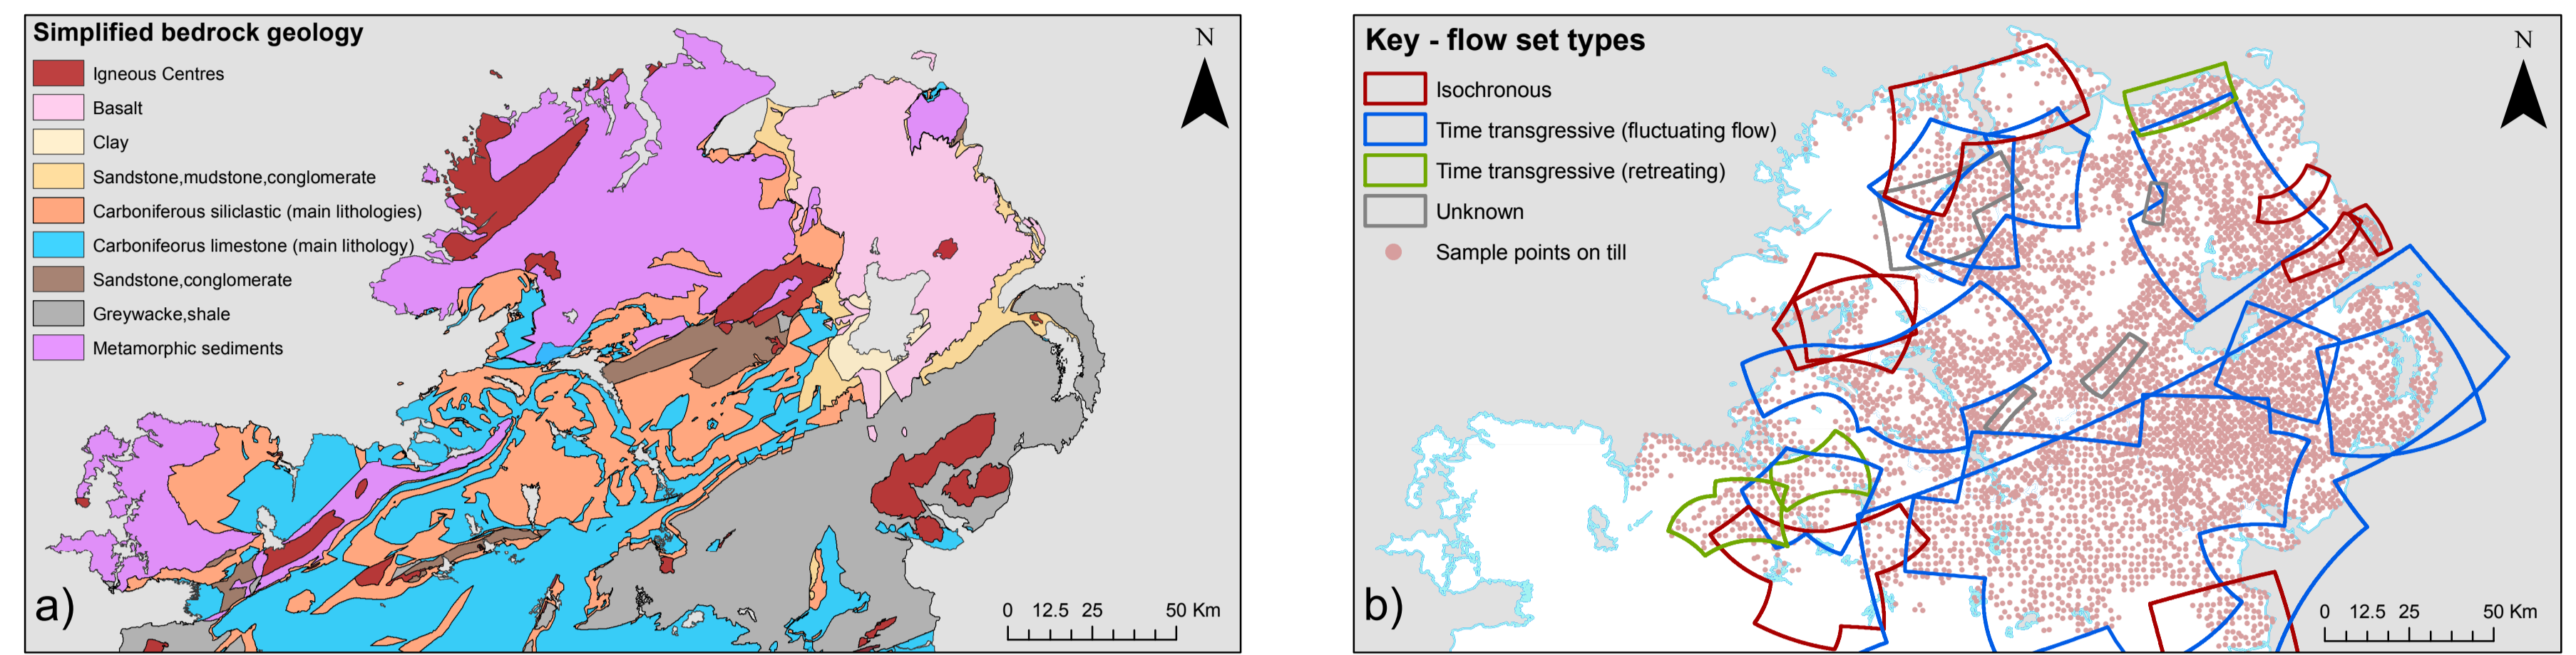 Simplified bedrock geology
Igneous Centres
Basalt
Clay
Sandstone,mudstone,conglomerate
Carboniferous siliclastic (main lithologies)
Carbonifeorus limestone (main lithology)
Sandstone,conglomerate
Greywacke,shale
Metamorphic sediments
N
a)
0 12.5 25 50 Km
Key - flow set types
Isochronous
Time transgressive (fluctuating flow)
Time transgressive (retreating)
Unknown
Sample points on till
N
b)
0 12.5 25 50 Km